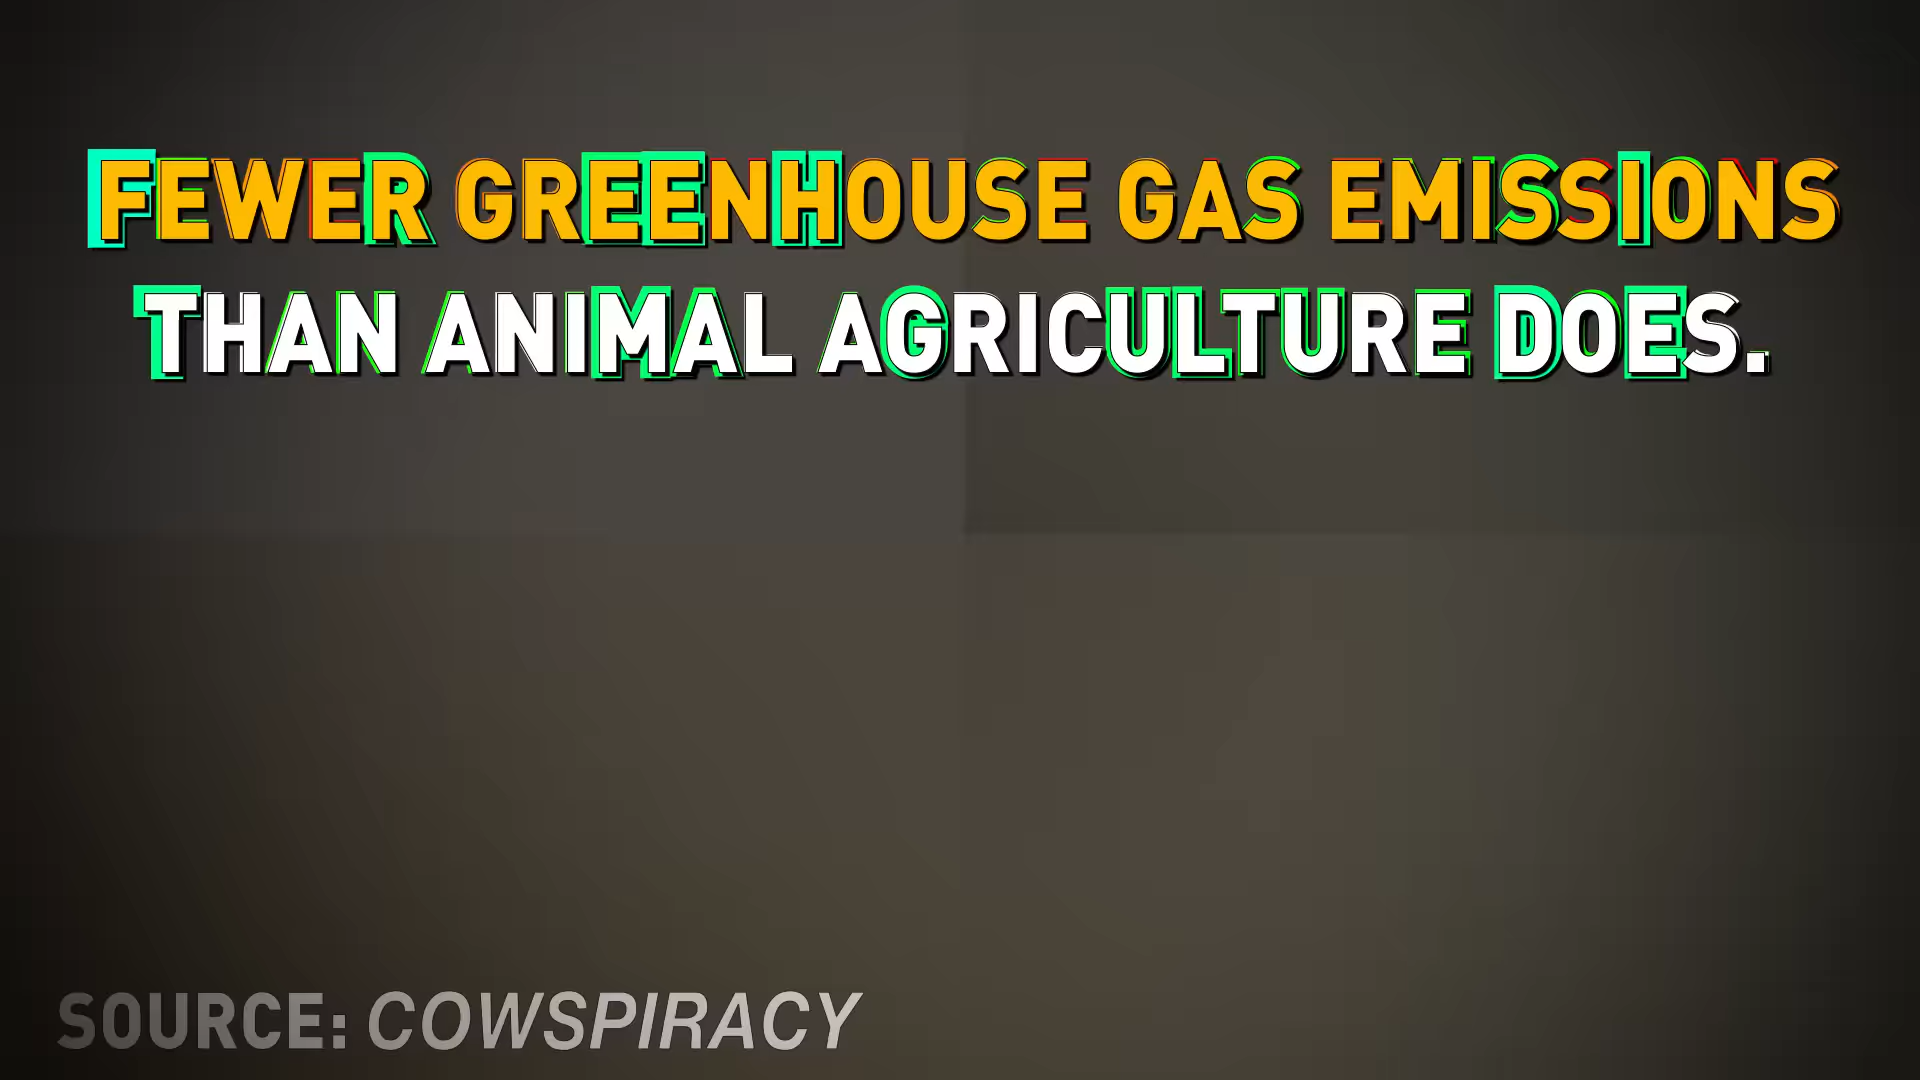 FEWER GREENHOUSE GAS EMISSIONS
THAN ANIMAL AGRICULTURE DOES.
SOURCE: COWSPIRACY